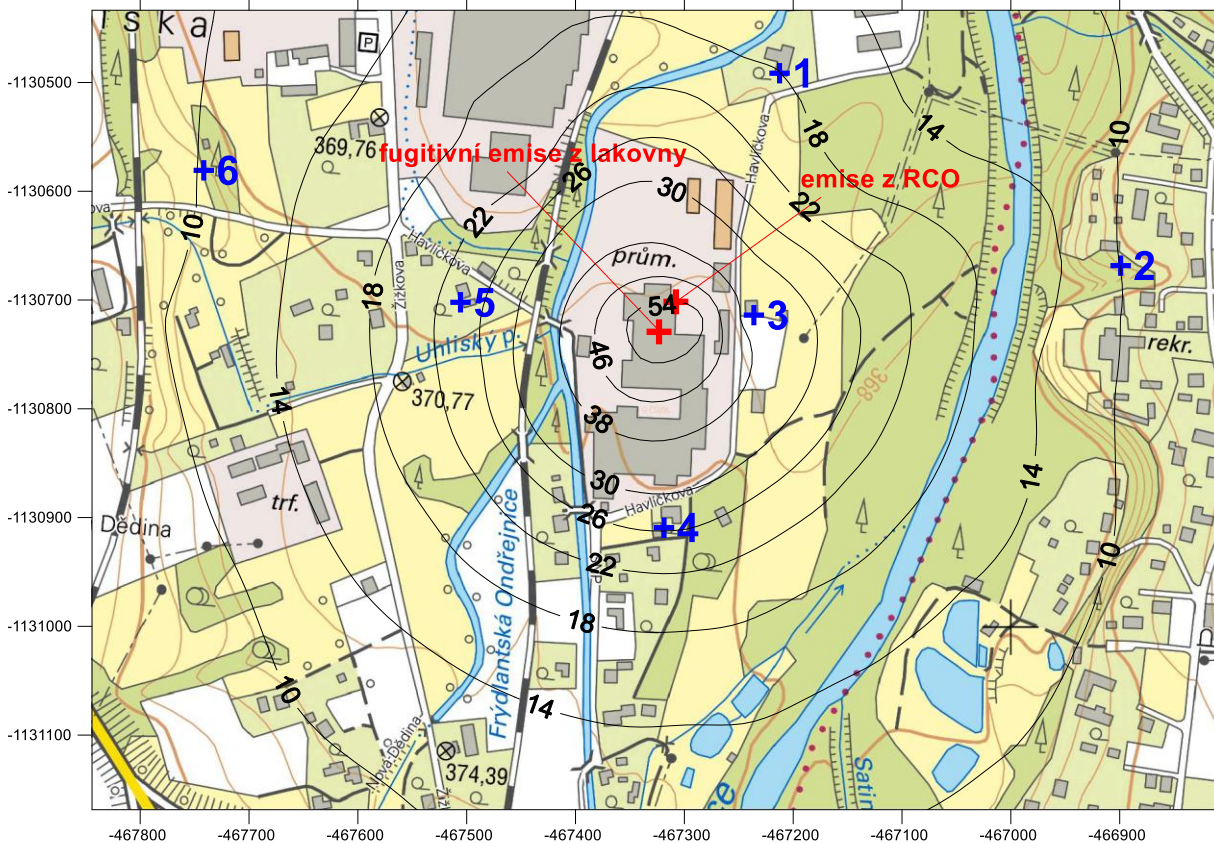 i s k a
P
1
-1130500
18
14
10
369,76
fugitivní emise z lakovny
Havlíčkova
6
26
30
emise z RCO
-1130600
22
22
ova
10
Havlíčkova
prům.
2
18
Žižkova
54
-1130700
5
3
Uhliský p.
46
rekr.
14
370,77
368
-1130800
38
14
30
trf.
Havlíčkova
-1130900
26
4
Dědina
22
10
Frýdlantská Ondřejnice
-1131000
18
10
14
-1131100
Nová Dědina
374,39
Satin
-467800
-467700
-467600
-467500
-467400
-467300
-467200
-467100
-467000
-466900